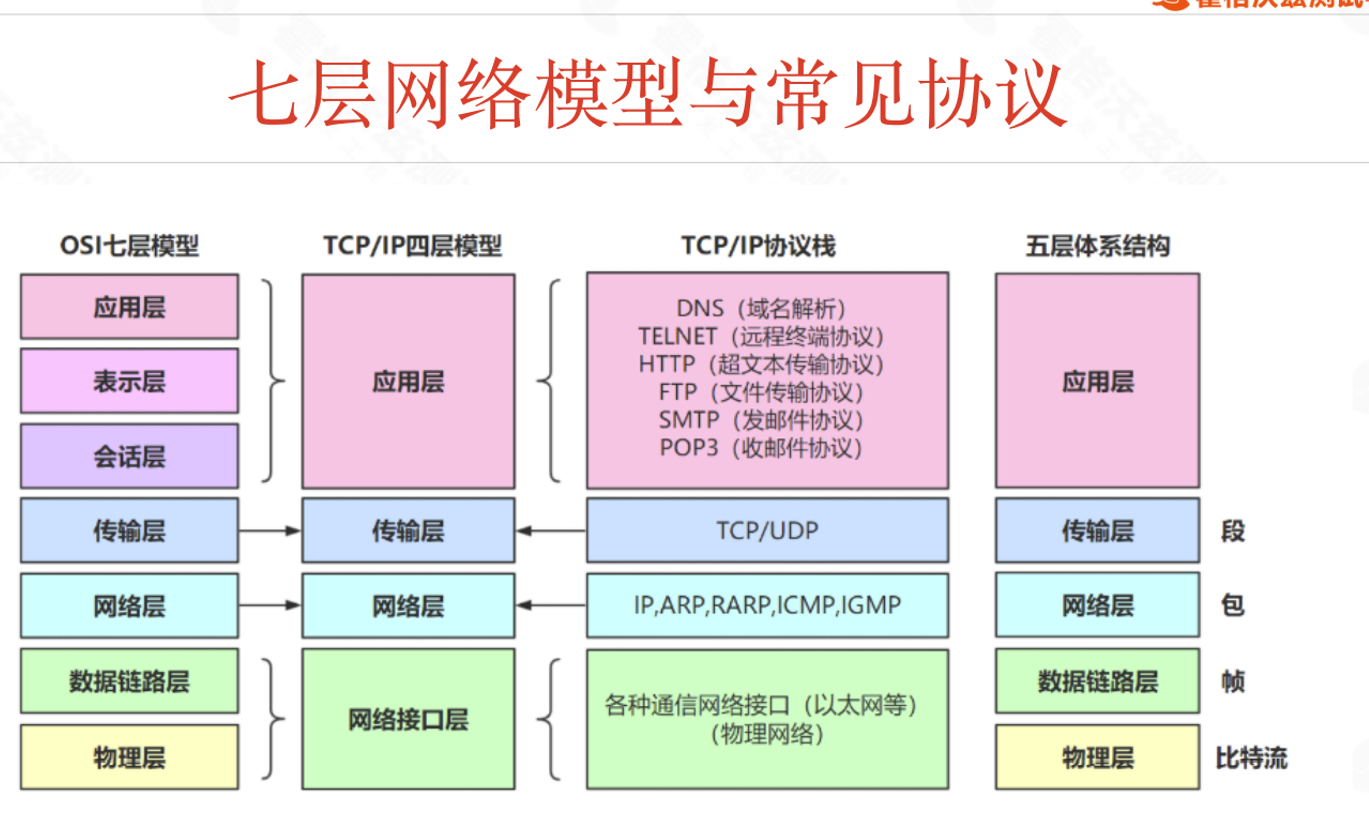 七层网络模型与常见协议
OSI七层模型
应用层
表示层
会话层
传输层
网络层
数据链路层
物理层
TCP/IP四层模型
应用层
传输层
网络层
网络接口层
TCP/IP协议栈
DNS（域名解析）
TELNET（远程终端协议）
HTTP（超文本传输协议）
FTP（文件传输协议）
SMTP（发邮件协议）
POP3（收邮件协议）
TCP/UDP
IP,ARP,RARP,ICMP,IGMP
各种通信网络接口（以太网等）
（物理网络）
五层体系结构
应用层
传输层
段
网络层
包
数据链路层
帧
物理层
比特流